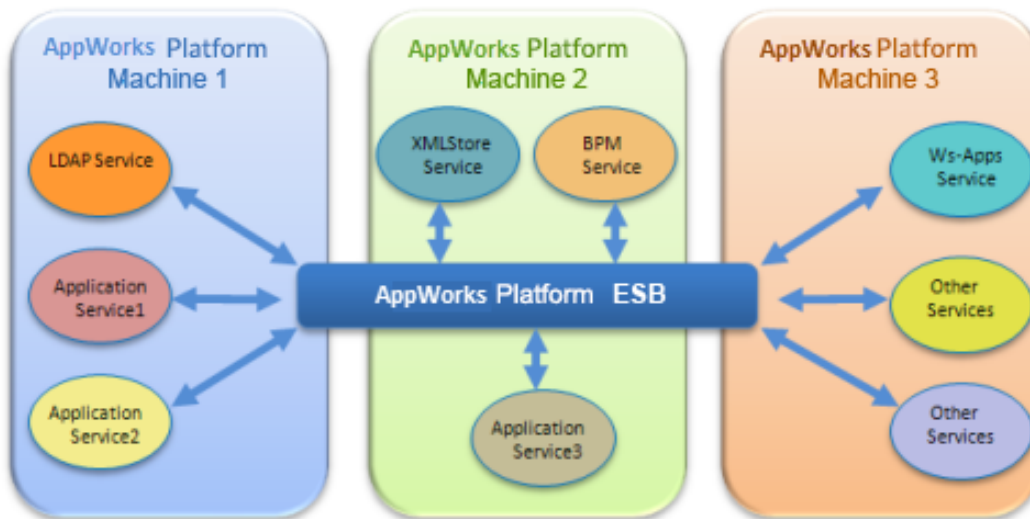 AppWorks Platform
Machine 1
LDAP Service
Application
Service1
Application
Service2
AppWorks Platform
Machine 2
XMLStore
Service
BPM
Service
AppWorks Platform ESB
Application
Service3
AppWorks Platform
Machine 3
Ws-Apps
Service
Other
Services
Other
Services